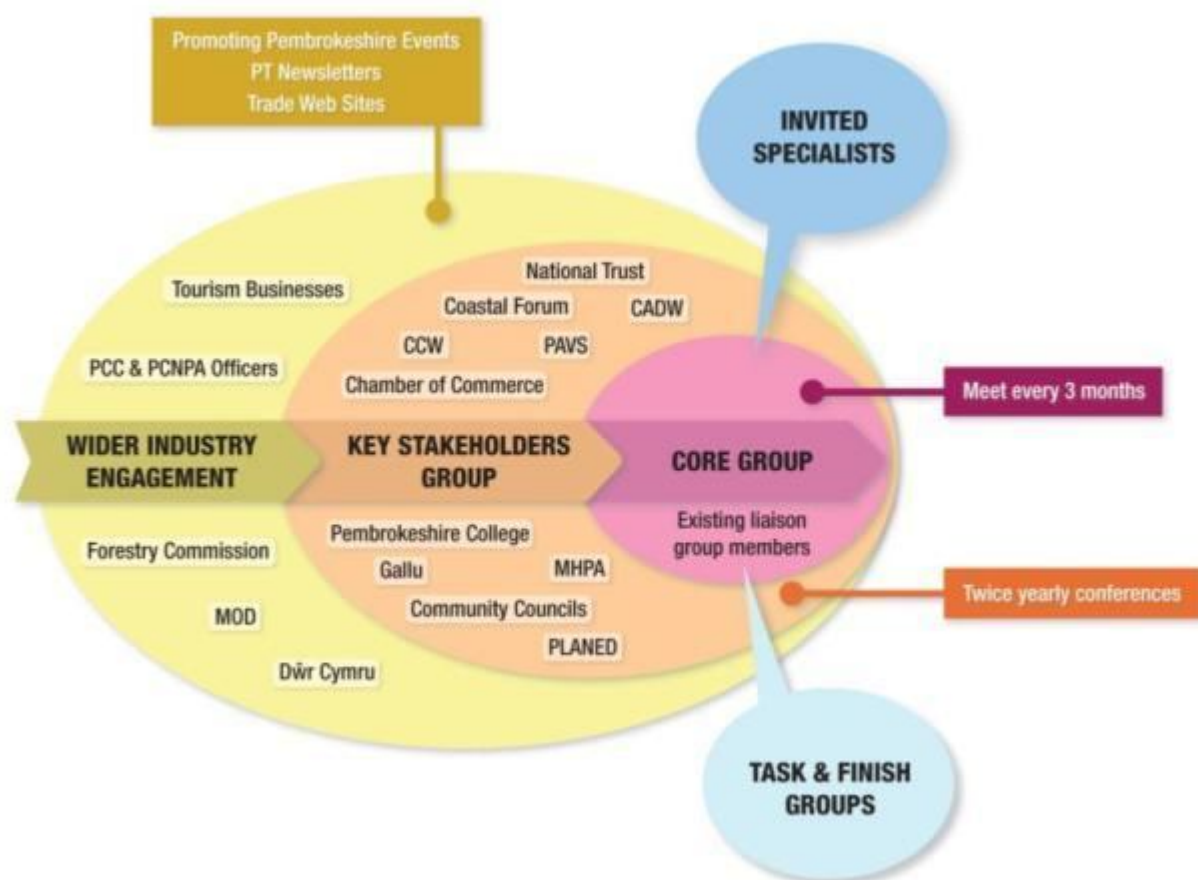 Promoting Pembrokeshire Events
PT Newsletters
Trade Web Sites
INVITED
SPECIALISTS
National Trust
Tourism Businesses
Coastal Forum
CADW
CCW
PAVS
PCC & PCNPA Officers
Chamber of Commerce
Meet every 3 months
WIDER INDUSTRY
ENGAGEMENT
KEY STAKEHOLDERS
GROUP
CORE GROUP
Existing liaison
group members
Pembrokeshire College
Forestry Commission
Gallu
MHPA
Twice yearly conferences
Community Councils
MOD
PLANED
Dŵr Cymru
TASK & FINISH
GROUPS